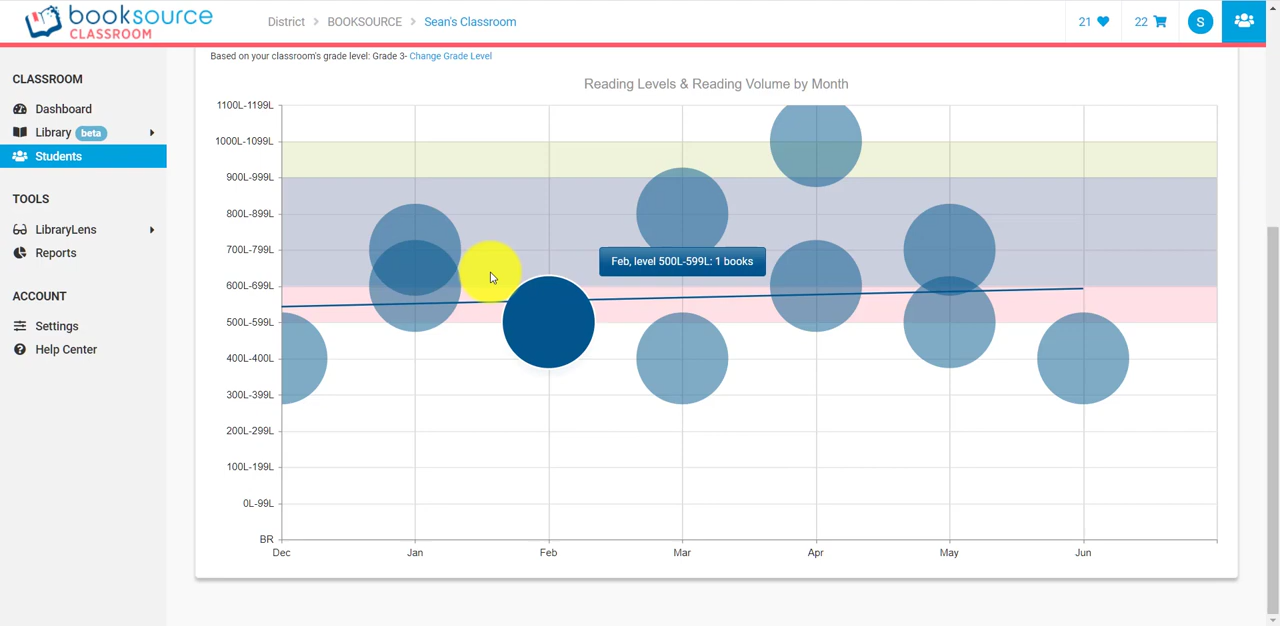 booksource
CLASSROOM
District > BOOKSOURCE > Sean's Classroom
21
22
S
CLASSROOM
Dashboard
Library beta
Students
TOOLS
LibraryLens
Reports
ACCOUNT
Settings
Help Center
Based on your classroom's grade level: Grade 3- Change Grade Level
Reading Levels & Reading Volume by Month
1100L-1199L
1000L-1099L
900L-999L
800L-899L
700L-799L
600L-699L
500L-599L
400L-400L
300L-399L
200L-299L
100L-199L
0L-99L
BR
Feb, level 500L-599L: 1 books
Dec Jan Feb Mar Apr May Jun